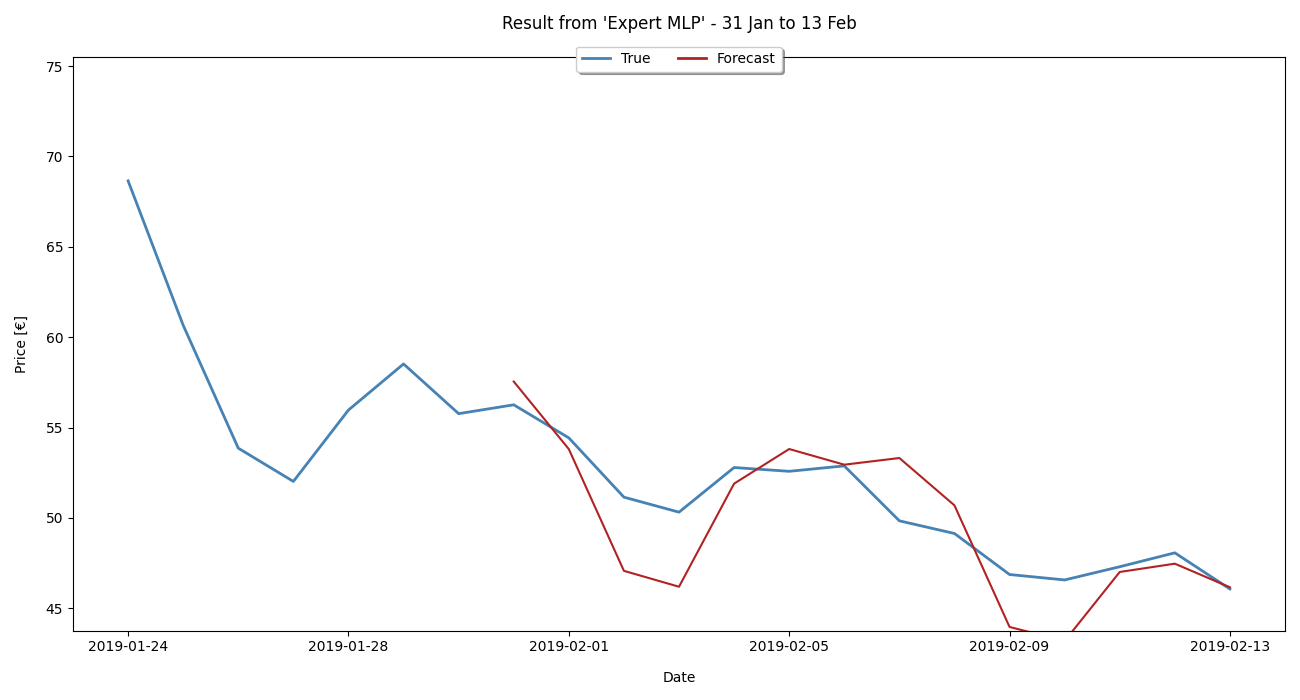 Result from 'Expert MLP' - 31 Jan to 13 Feb
True Forecast
75
70
65
60
55
50
45
Price [€]
2019-01-24 2019-01-28 2019-02-01 2019-02-05 2019-02-09 2019-02-13
Date